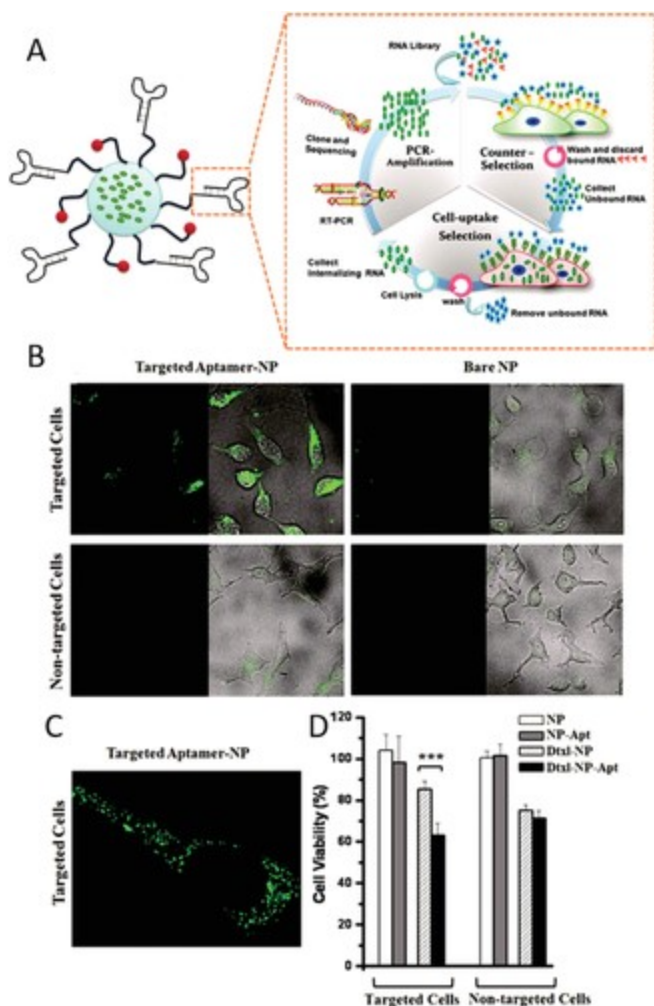 A
RNA Library
Clone and
Sequencing
PCR-
Amplification
Counter -
Selection
Wash and discard
bound RNA
Collect
Unbound RNA
RT-PCR
Cell-uptake
Selection
Collect
Internalizing RNA
Cell Lysis
wash
Remove unbound RNA
B
Targeted Aptamer-NP
Bare NP
Targeted Cells
Non-targeted Cells
C
Targeted Aptamer-NP
Targeted Cells
D
Cell Viability (%)
120
100
80
60
40
20
0
***
NP
NP-Apt
Dtxl-NP
Dtxl-NP-Apt
Targeted Cells
Non-targeted Cells